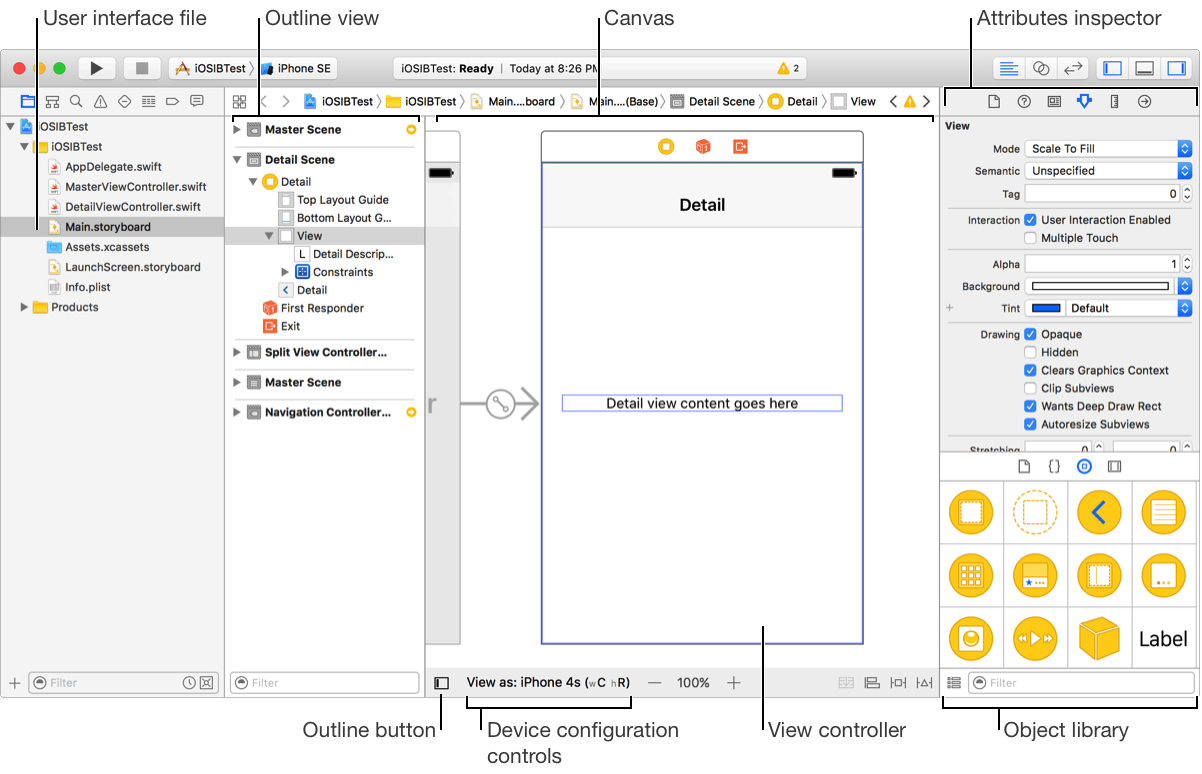 User interface file
Outline view
Canvas
Attributes inspector
iOSIBTest
iPhone SE
iOSIBTest: Ready | Today at 8:26 PM
2
iOSIBTest
iOSIBTest
Main....board
Main....(Base)
Detail Scene
Detail
View
iOSIBTest
iOSIBTest
AppDelegate.swift
MasterViewController.swift
DetailViewController.swift
Main.storyboard
Assets.xcassets
LaunchScreen.storyboard
Info.plist
Products
Filter
Master Scene
Detail Scene
Detail
Top Layout Guide
Bottom Layout G...
View
L Detail Descrip...
Constraints
Detail
First Responder
Exit
Split View Controller...
Master Scene
Navigation Controller...
Filter
r
Detail
Detail view content goes here
View as: iPhone 4s (wC hR)
100%
View
Mode Scale To Fill
Semantic Unspecified
Tag 0
Interaction User Interaction Enabled
Multiple Touch
Alpha 1
Background
Tint Default
Drawing Opaque
Hidden
Clears Graphics Context
Clip Subviews
Wants Deep Draw Rect
Autoresize Subviews
Stretching 0 0
Label
Filter
Outline button
Device configuration
controls
View controller
Object library